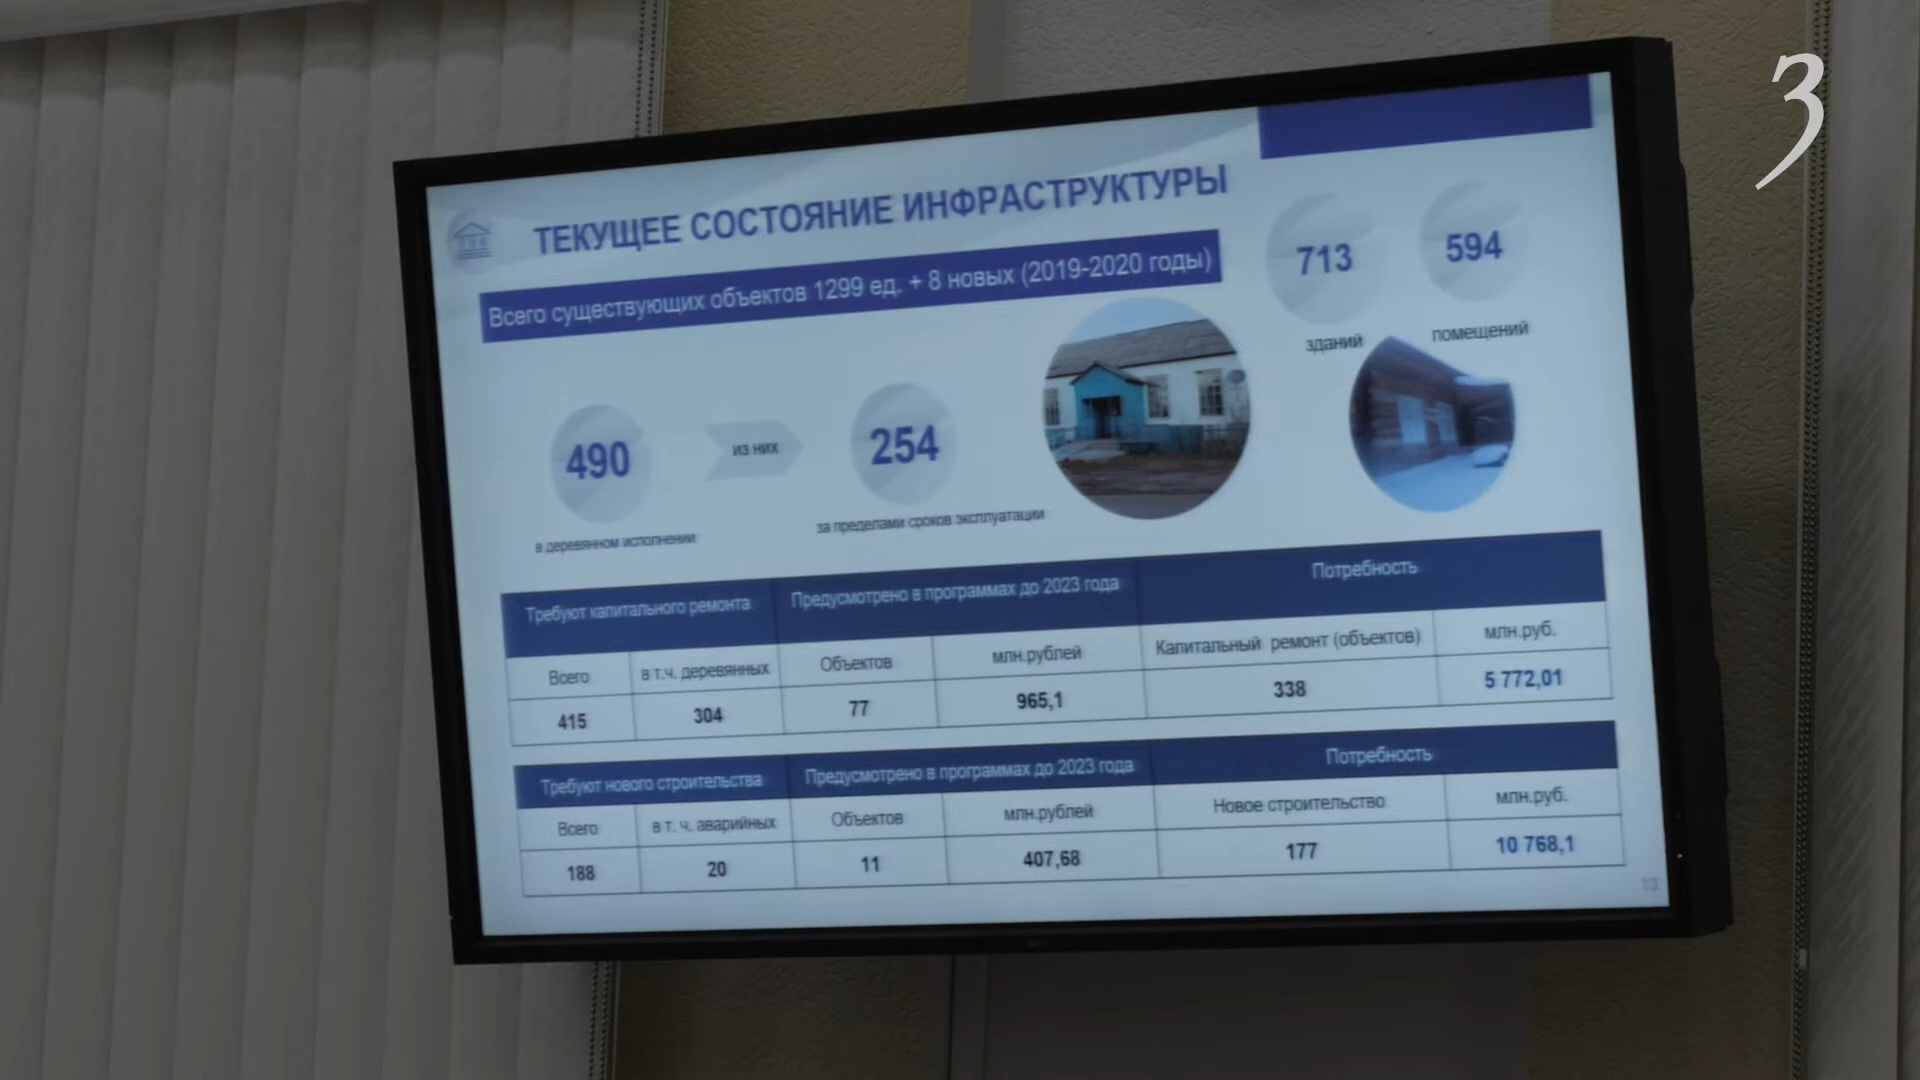 3
ТЕКУЩЕЕ СОСТОЯНИЕ ИНФРАСТРУКТУРЫ
Всего существующих объектов 1299 ед. + 8 новых (2019-2020 годы)
713
594
зданий
помещений
490
из них
254
в деревянном исполнении
за пределами сроков эксплуатации
Требуют капитального ремонта
Предусмотрено в программах до 2023 года
Потребность
Всего
в т.ч. деревянных
Объектов
млн.рублей
Капитальный ремонт (объектов)
млн.руб.
415
304
77
965,1
338
5 772,01
Требуют нового строительства
Предусмотрено в программах до 2023 года
Потребность
Всего
в т. ч. аварийных
Объектов
млн.рублей
Новое строительство
млн.руб.
188
20
11
407,68
177
10 768,1
13